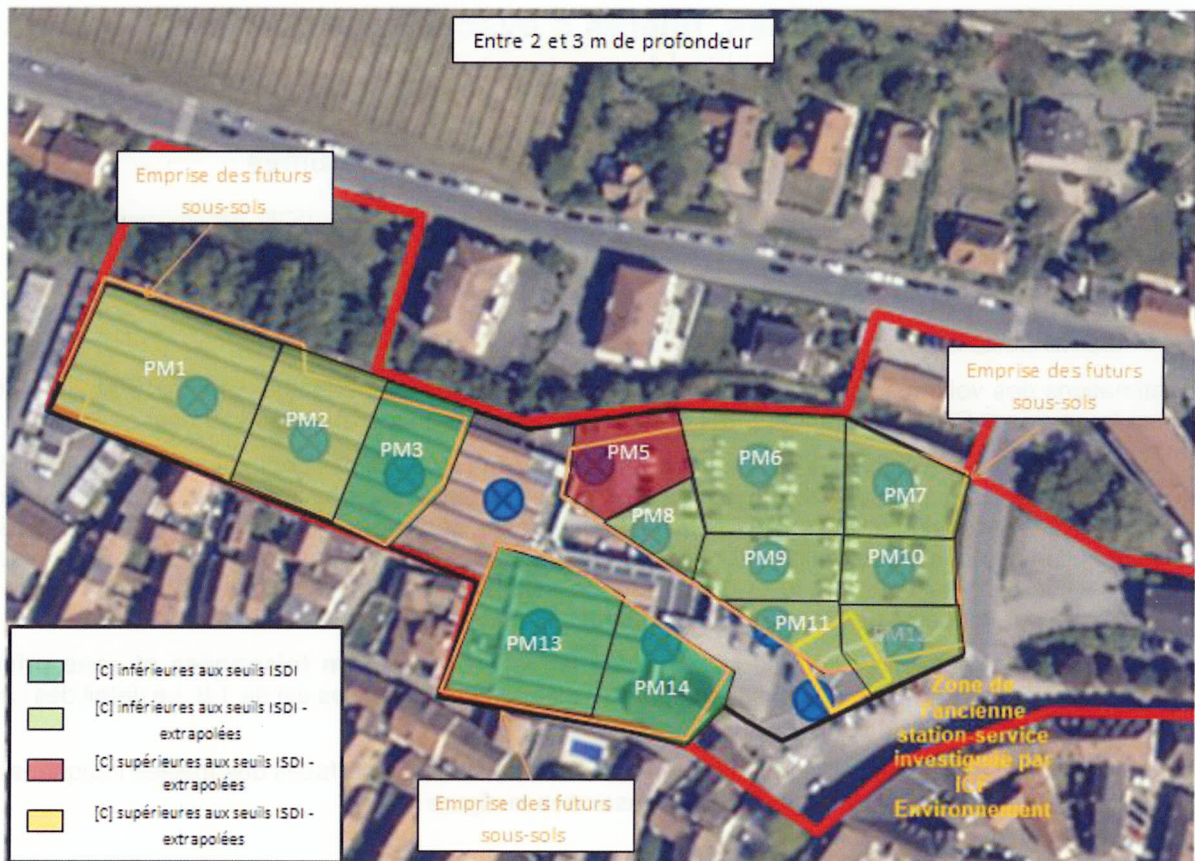 Entre 2 et 3 m de profondeur
Emprise des futurs
sous-sols
Emprise des futurs
sous-sols
PM1
PM2
PM3
PM5
PM6
PM7
PM8
PM9
PM10
PM11
PM12
PM13
PM14
[C] inférieures aux seuils ISDI
[C] inférieures aux seuils ISDI -
extrapolées
[C] supérieures aux seuils ISDI -
extrapolées
[C] supérieures aux seuils ISDI -
extrapolées
Emprise des futurs
sous-sols
Zone de
l'ancienne
station-service
investiguée par
ICF
Environnement